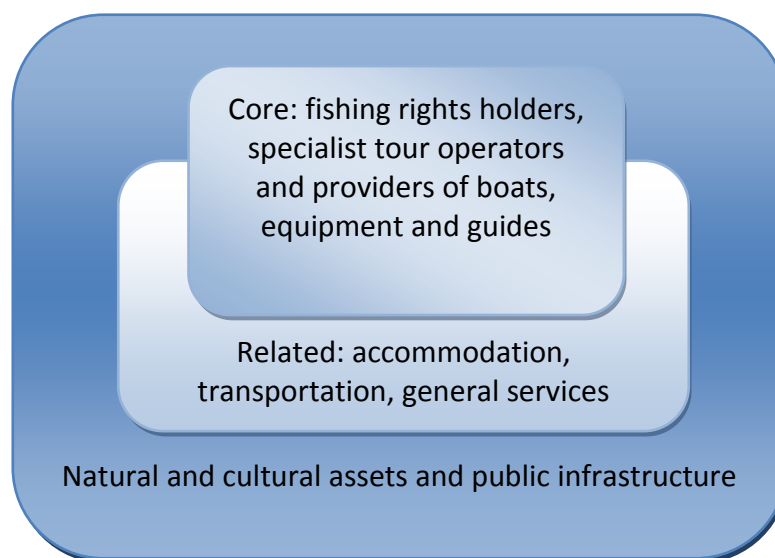 Core: fishing rights holders,
specialist tour operators
and providers of boats,
equipment and guides
Related: accommodation,
transportation, general services
Natural and cultural assets and public infrastructure